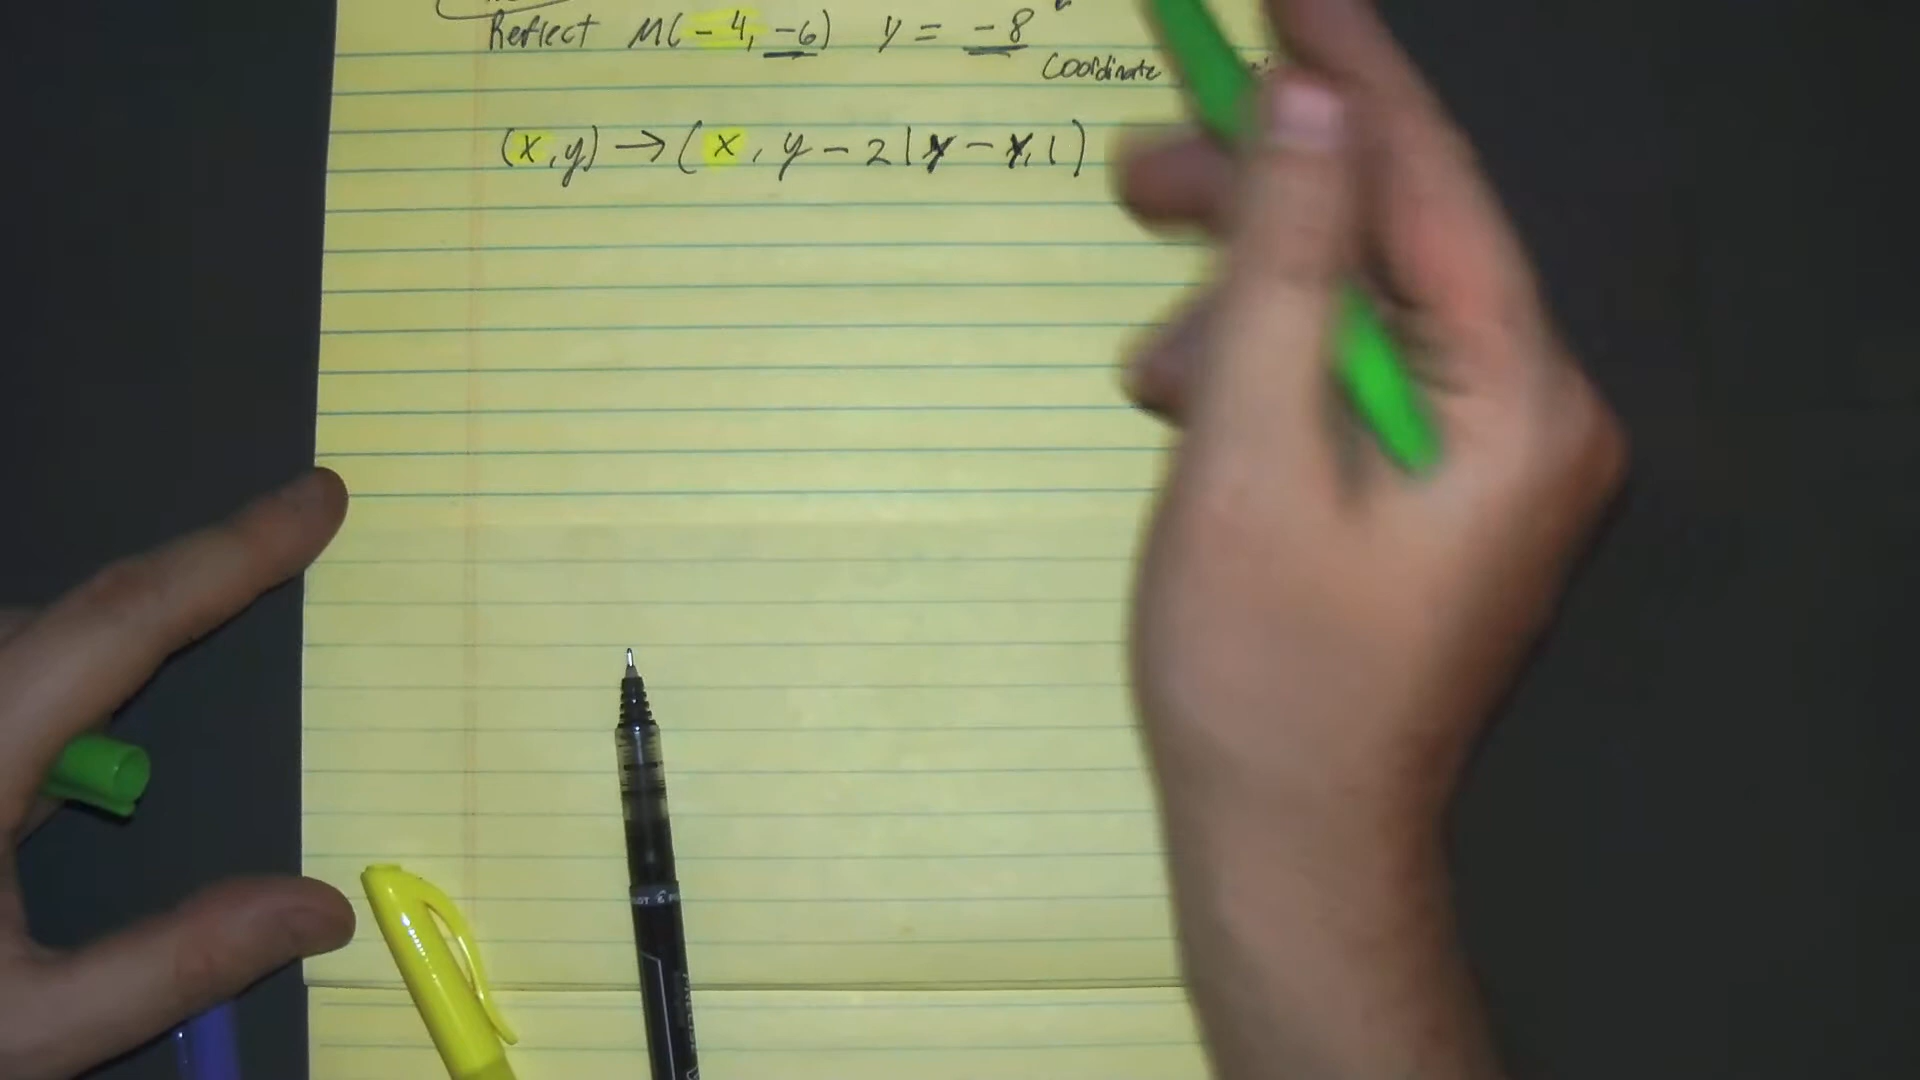 Reflect M(-4, -6) y = -8
Coordinate
(x,y) → (x, y - 2|y - y₁|)